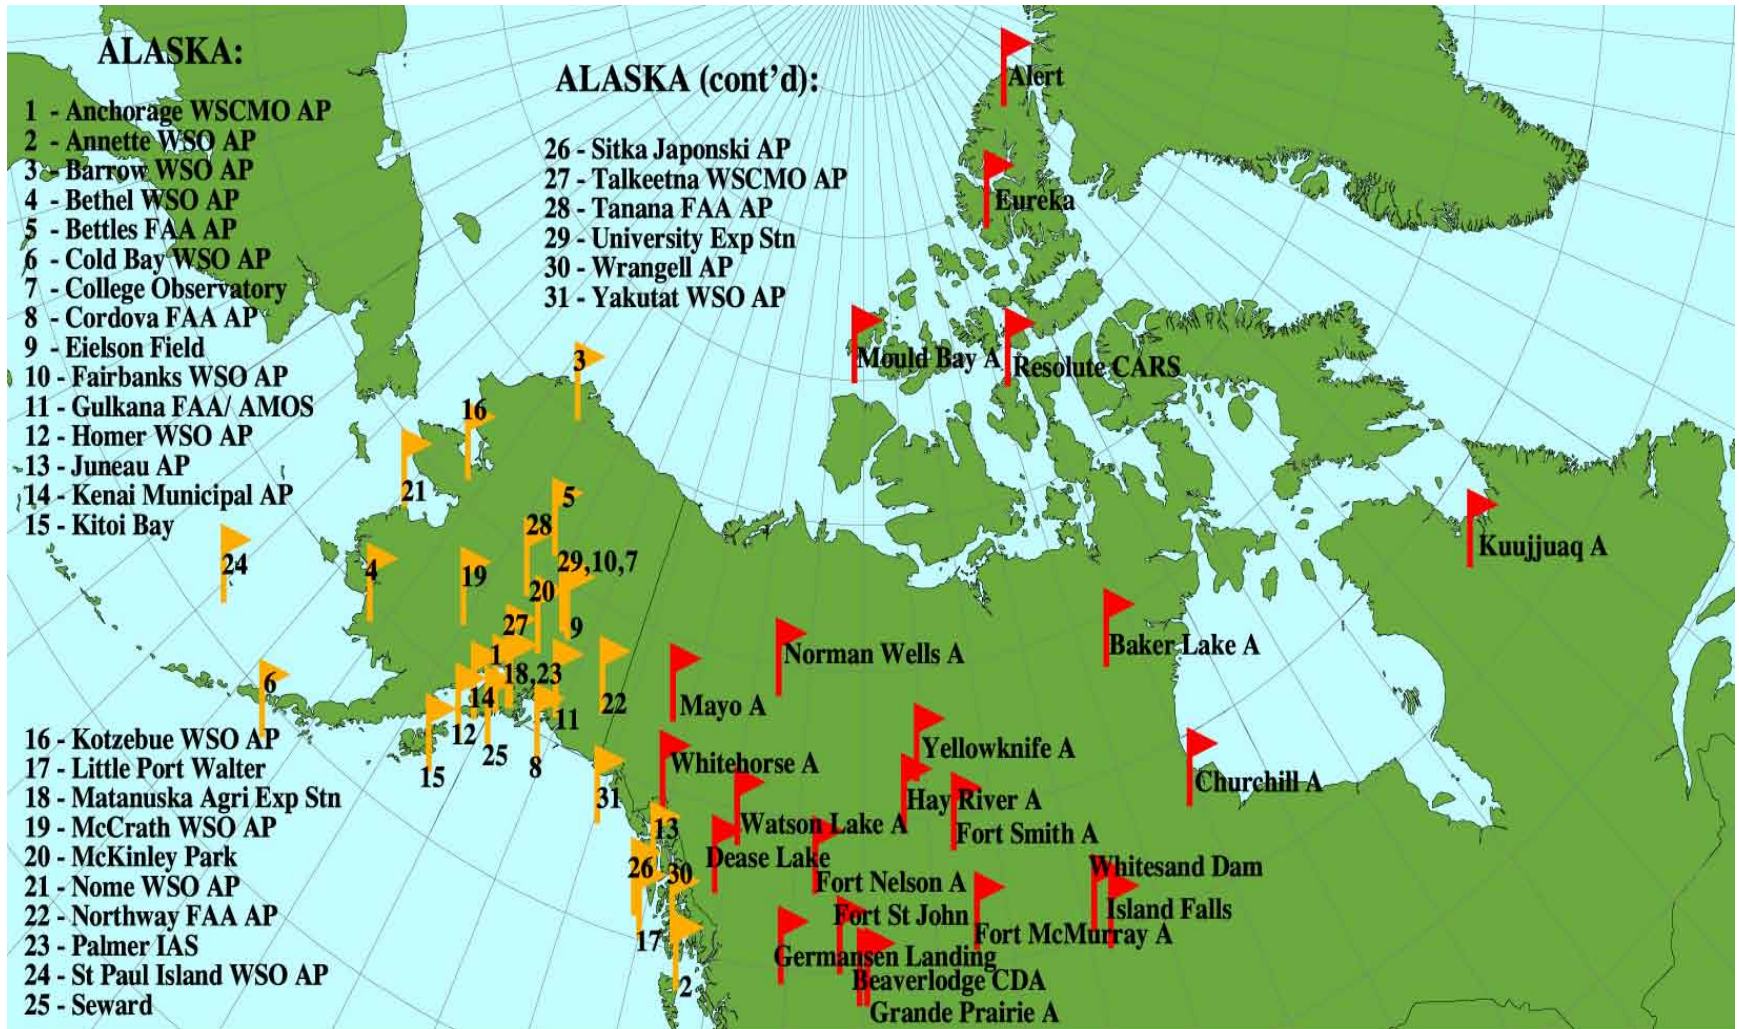 ALASKA:
1 - Anchorage WSCMO AP
2 - Annette WSO AP
3 - Barrow WSO AP
4 - Bethel WSO AP
5 - Bettles FAA AP
6 - Cold Bay WSO AP
7 - College Observatory
8 - Cordova FAA AP
9 - Eielson Field
10 - Fairbanks WSO AP
11 - Gulkana FAA/ AMOS
12 - Homer WSO AP
13 - Juneau AP
14 - Kenai Municipal AP
15 - Kitoi Bay
16 - Kotzebue WSO AP
17 - Little Port Walter
18 - Matanuska Agri Exp Stn
19 - McCrath WSO AP
20 - McKinley Park
21 - Nome WSO AP
22 - Northway FAA AP
23 - Palmer IAS
24 - St Paul Island WSO AP
25 - Seward
ALASKA (cont'd):
26 - Sitka Japonski AP
27 - Talkeetna WSCMO AP
28 - Tanana FAA AP
29 - University Exp Stn
30 - Wrangell AP
31 - Yakutat WSO AP
Alert
Eureka
Mould Bay A
Resolute CARS
Kuujjuaq A
Baker Lake A
Norman Wells A
Mayo A
Yellowknife A
Whitehorse A
Churchill A
Hay River A
Watson Lake A
Fort Smith A
Dease Lake
Whitesand Dam
Fort Nelson A
Island Falls
Fort St John
Fort McMurray A
Germansen Landing
Beaverlodge CDA
Grande Prairie A
3
16
21
5
28
24
4
19
29,10,7
20
27
9
1
18,23
6
14
22
12
11
25
8
15
31
13
26
30
17
2